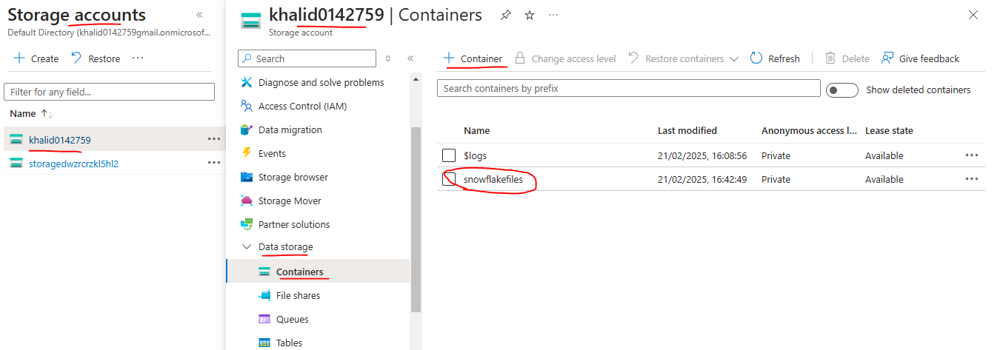 Storage accounts
Default Directory (khalid0142759gmail.onmicrosof...
Create Restore ...
Filter for any field...
Name
khalid0142759 ...
storagedwzrcrzkl5hl2 ...
khalid0142759 | Containers ...
Storage account
Search
Diagnose and solve problems
Access Control (IAM)
Data migration
Events
Storage browser
Storage Mover
Partner solutions
Data storage
Containers
File shares
Queues
Tables
Container Change access level Restore containers Refresh Delete Give feedback
Search containers by prefix
Show deleted containers
Name Last modified Anonymous access l... Lease state
$logs 21/02/2025, 16:08:56 Private Available ...
snowflakefiles 21/02/2025, 16:42:49 Private Available ...